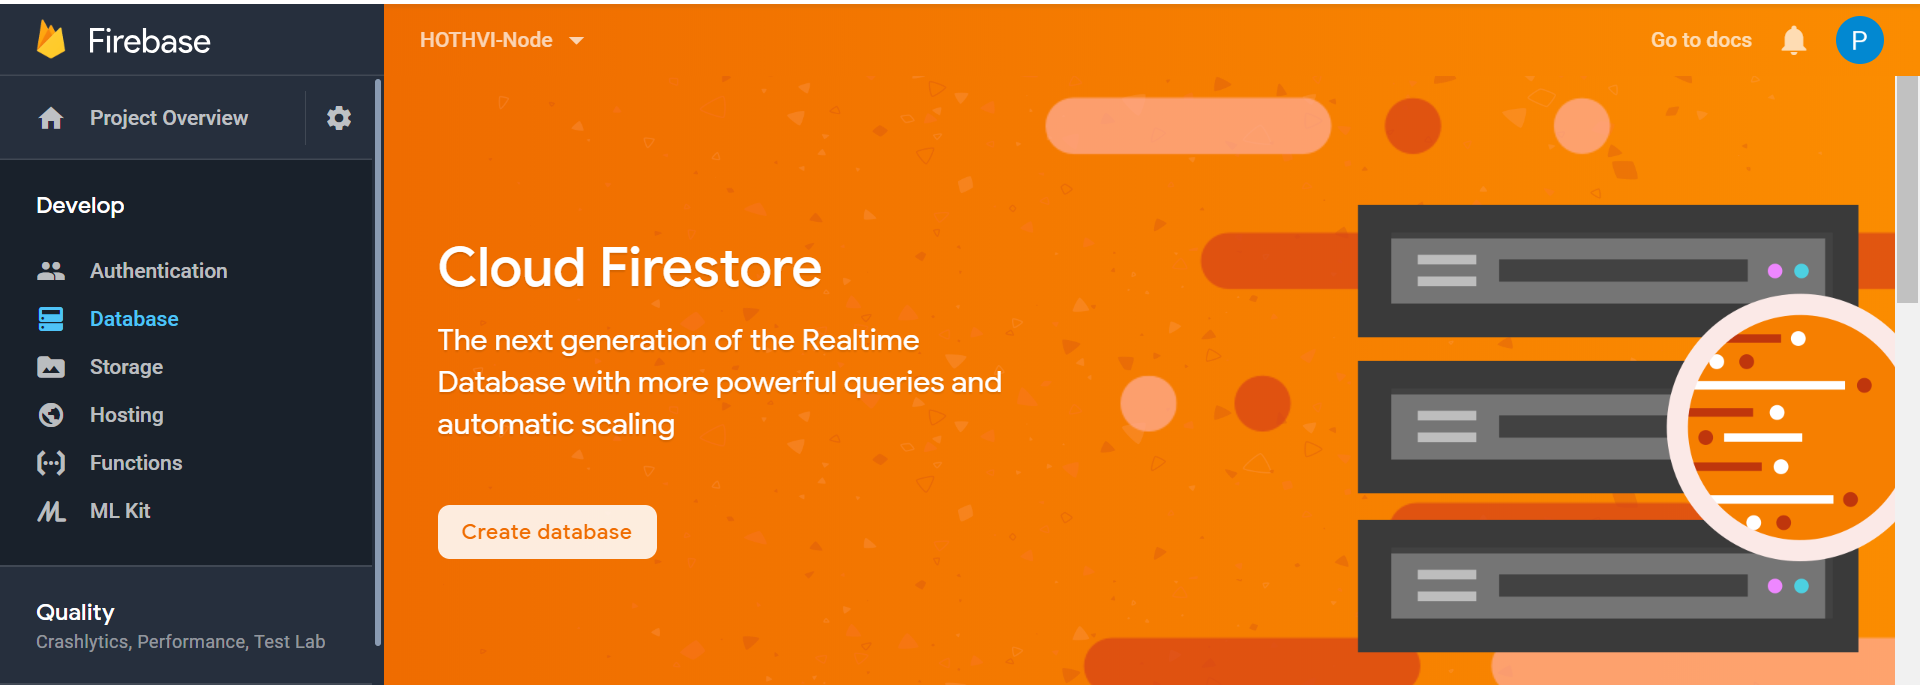 Firebase
HOTHVI-Node
Go to docs
P
Project Overview
Develop
Authentication
Database
Storage
Hosting
Functions
ML Kit
Quality
Crashlytics, Performance, Test Lab
Cloud Firestore
The next generation of the Realtime
Database with more powerful queries and
automatic scaling
Create database